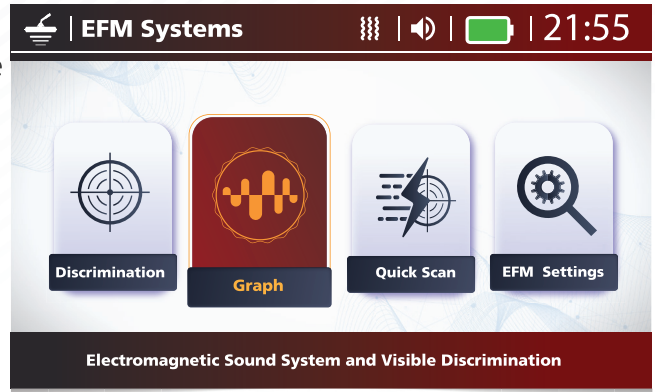 EFM Systems
21:55
e
Discrimination
Graph
Quick Scan
EFM Settings
Electromagnetic Sound System and Visible Discrimination